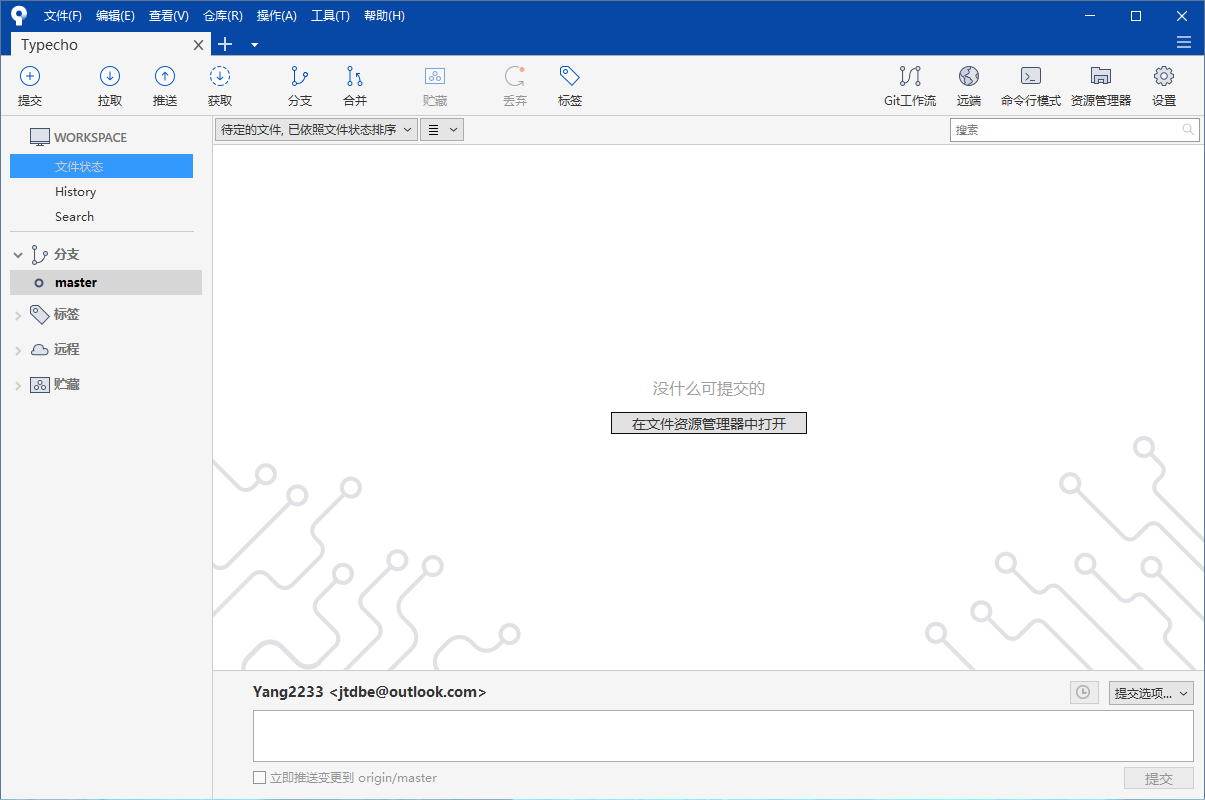 文件(F) 编辑(E) 查看(V) 仓库(R) 操作(A) 工具(T) 帮助(H)
Typecho
提交 拉取 推送 获取 分支 合并 贮藏 丢弃 标签 Git工作流 远端 命令行模式 资源管理器 设置
WORKSPACE
文件状态
History
Search
分支
master
标签
远程
贮藏
待定的文件, 已依照文件状态排序
搜索
没什么可提交的
在文件资源管理器中打开
Yang2233 <jtdbe@outlook.com>
提交选项...
立即推送变更到 origin/master
提交